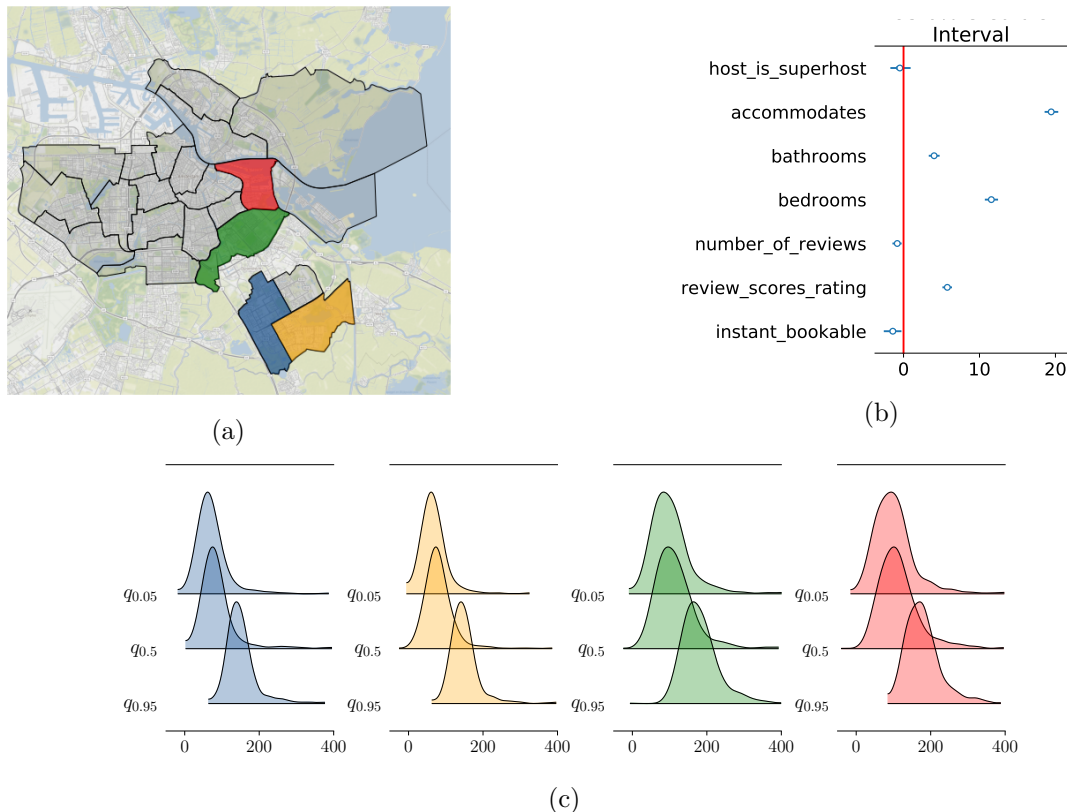 Interval
host_is_superhost
accommodates
bathrooms
bedrooms
number_of_reviews
review_scores_rating
instant_bookable
0 10 20
(a)
(b)
q0.05 q0.05 q0.05 q0.05
q0.5 q0.5 q0.5 q0.5
q0.95 q0.95 q0.95 q0.95
0 200 400 0 200 400 0 200 400 0 200 400
(c)